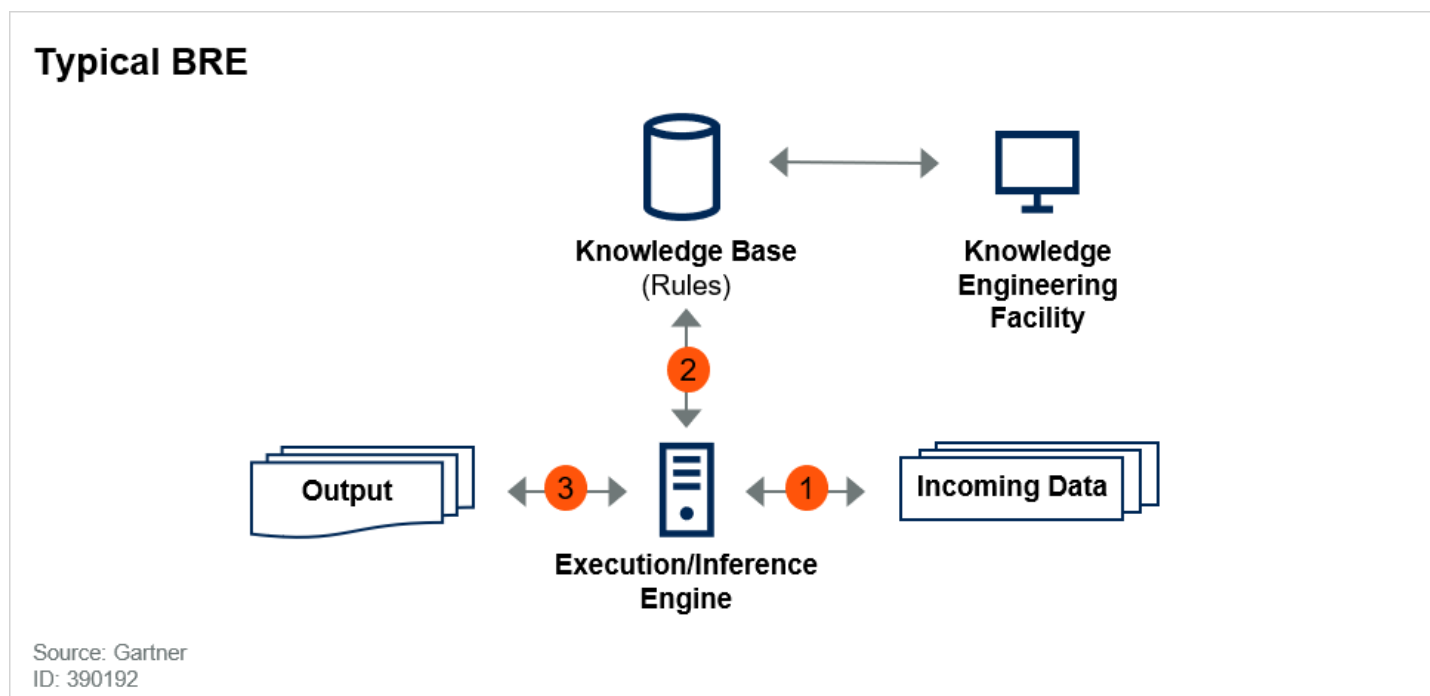 Typical BRE
Knowledge Base
(Rules)
Knowledge
Engineering
Facility
2
Output
3
1
Incoming Data
Execution/Inference
Engine
Source: Gartner
ID: 390192